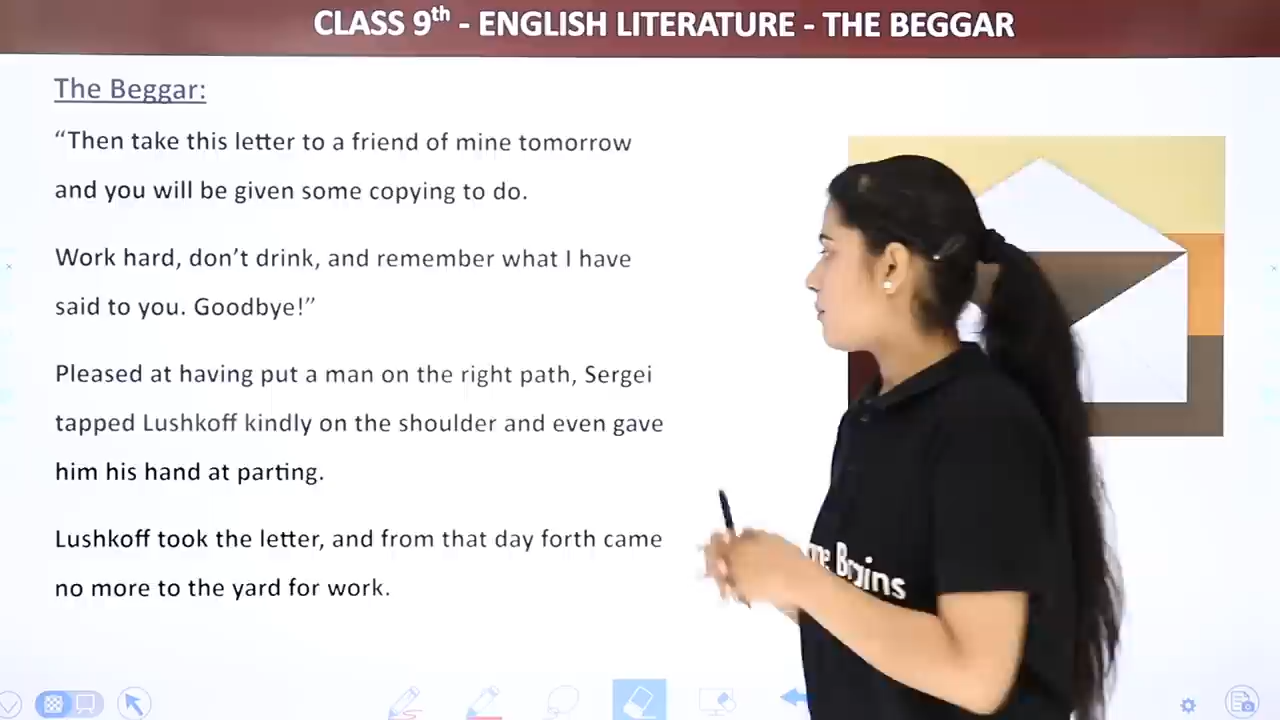 CLASS 9th - ENGLISH LITERATURE - THE BEGGAR
The Beggar:
“Then take this letter to a friend of mine tomorrow
and you will be given some copying to do.
Work hard, don’t drink, and remember what I have
said to you. Goodbye!”
Pleased at having put a man on the right path, Sergei
tapped Lushkoff kindly on the shoulder and even gave
him his hand at parting.
Lushkoff took the letter, and from that day forth came
no more to the yard for work.
Brains